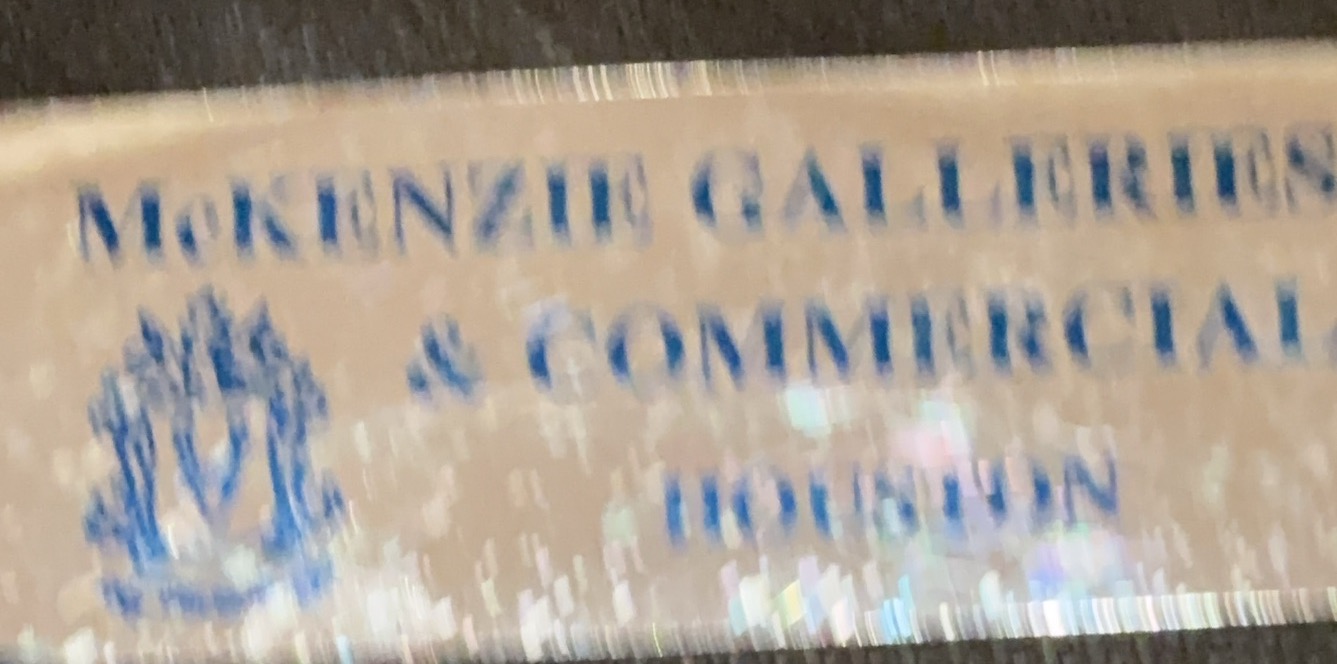 McKENZIE GALLERIES
& COMMERCIAL
HOUSTON